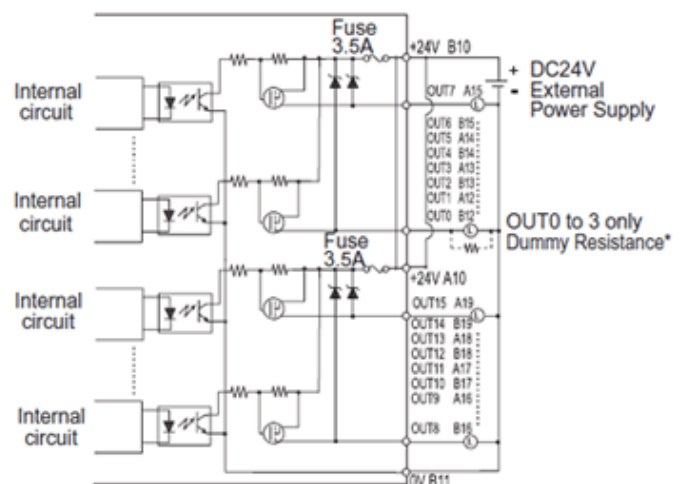 Fuse
3.5A
+24V B10
+ DC24V
- External
Power Supply
Internal
circuit
OUT7 A15
L
OUT6 B15
OUT5 A14
OUT4 B14
OUT3 A13
OUT2 B13
OUT1 A12
OUT0 B12
L
Internal
circuit
OUT0 to 3 only
Dummy Resistance*
Fuse
3.5A
+24V A10
Internal
circuit
OUT15 A19
L
OUT14 B19
OUT13 A18
OUT12 B18
OUT11 A17
OUT10 B17
OUT9 A16
OUT8 B16
L
Internal
circuit
0V B11